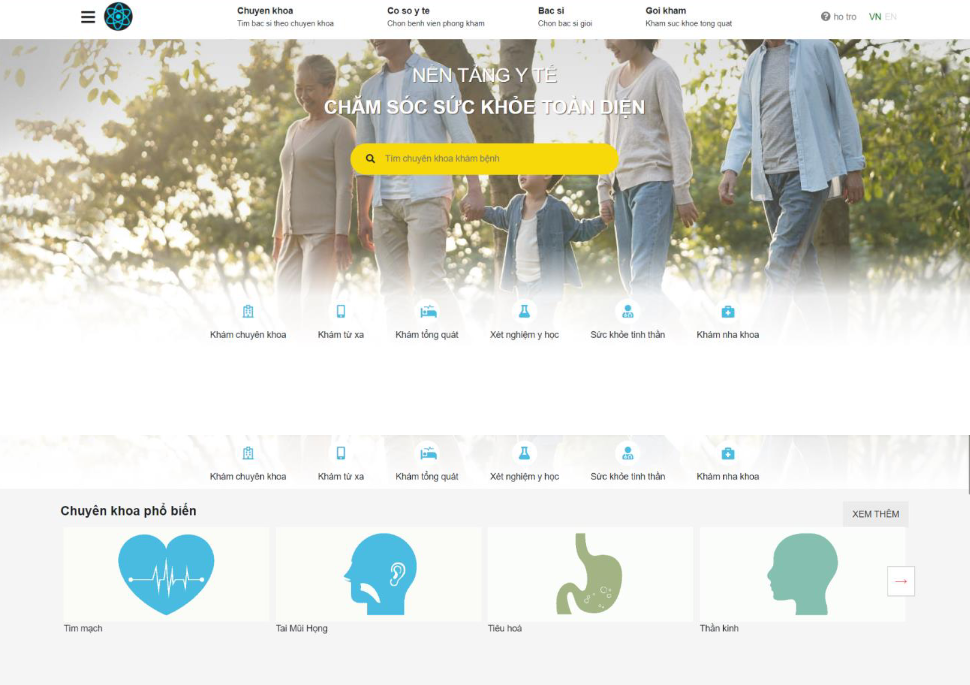 Chuyen khoa
Tim bac si theo chuyen khoa
Co so y te
Chon benh vien phong kham
Bac si
Chon bac si gioi
Goi kham
Kham suc khoe tong quat
ho tro
VN EN
NỀN TẢNG Y TẾ
CHĂM SÓC SỨC KHỎE TOÀN DIỆN
Tìm chuyên khoa khám bệnh
Khám chuyên khoa
Khám từ xa
Khám tổng quát
Xét nghiệm y học
Sức khỏe tinh thần
Khám nha khoa
Khám chuyên khoa
Khám từ xa
Khám tổng quát
Xét nghiệm y học
Sức khỏe tinh thần
Khám nha khoa
Chuyên khoa phổ biến
XEM THÊM
Tim mạch
Tai Mũi Họng
Tiêu hoá
Thần kinh